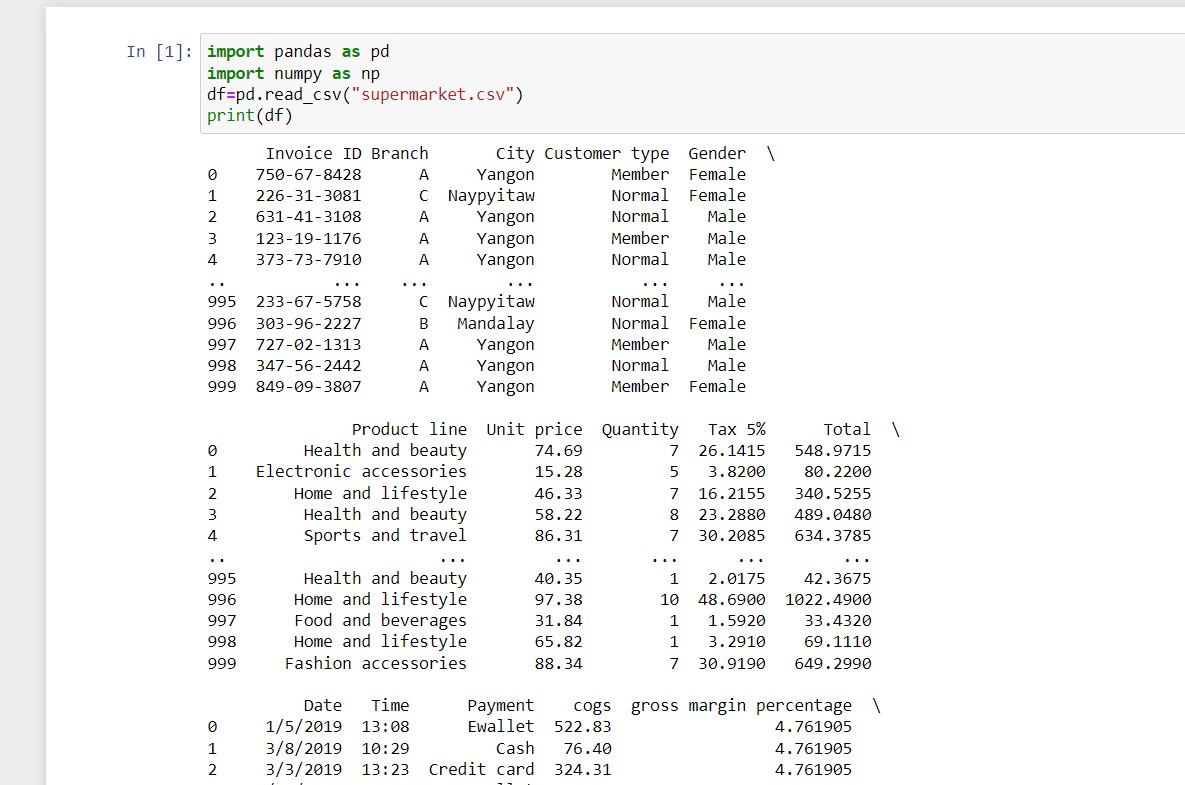 In [1]: import pandas as pd
import numpy as np
df=pd.read_csv("supermarket.csv")
print(df)
Invoice ID Branch City Customer type Gender \
0 750-67-8428 A Yangon Member Female
1 226-31-3081 C Naypyitaw Normal Female
2 631-41-3108 A Yangon Normal Male
3 123-19-1176 A Yangon Member Male
4 373-73-7910 A Yangon Normal Male
.. ... ... ... ... ...
995 233-67-5758 C Naypyitaw Normal Male
996 303-96-2227 B Mandalay Normal Female
997 727-02-1313 A Yangon Member Male
998 347-56-2442 A Yangon Normal Male
999 849-09-3807 A Yangon Member Female
Product line Unit price Quantity Tax 5% Total \
0 Health and beauty 74.69 7 26.1415 548.9715
1 Electronic accessories 15.28 5 3.8200 80.2200
2 Home and lifestyle 46.33 7 16.2155 340.5255
3 Health and beauty 58.22 8 23.2880 489.0480
4 Sports and travel 86.31 7 30.2085 634.3785
.. ... ... ... ... ...
995 Health and beauty 40.35 1 2.0175 42.3675
996 Home and lifestyle 97.38 10 48.6900 1022.4900
997 Food and beverages 31.84 1 1.5920 33.4320
998 Home and lifestyle 65.82 1 3.2910 69.1110
999 Fashion accessories 88.34 7 30.9190 649.2990
Date Time Payment cogs gross margin percentage \
0 1/5/2019 13:08 Ewallet 522.83 4.761905
1 3/8/2019 10:29 Cash 76.40 4.761905
2 3/3/2019 13:23 Credit card 324.31 4.761905